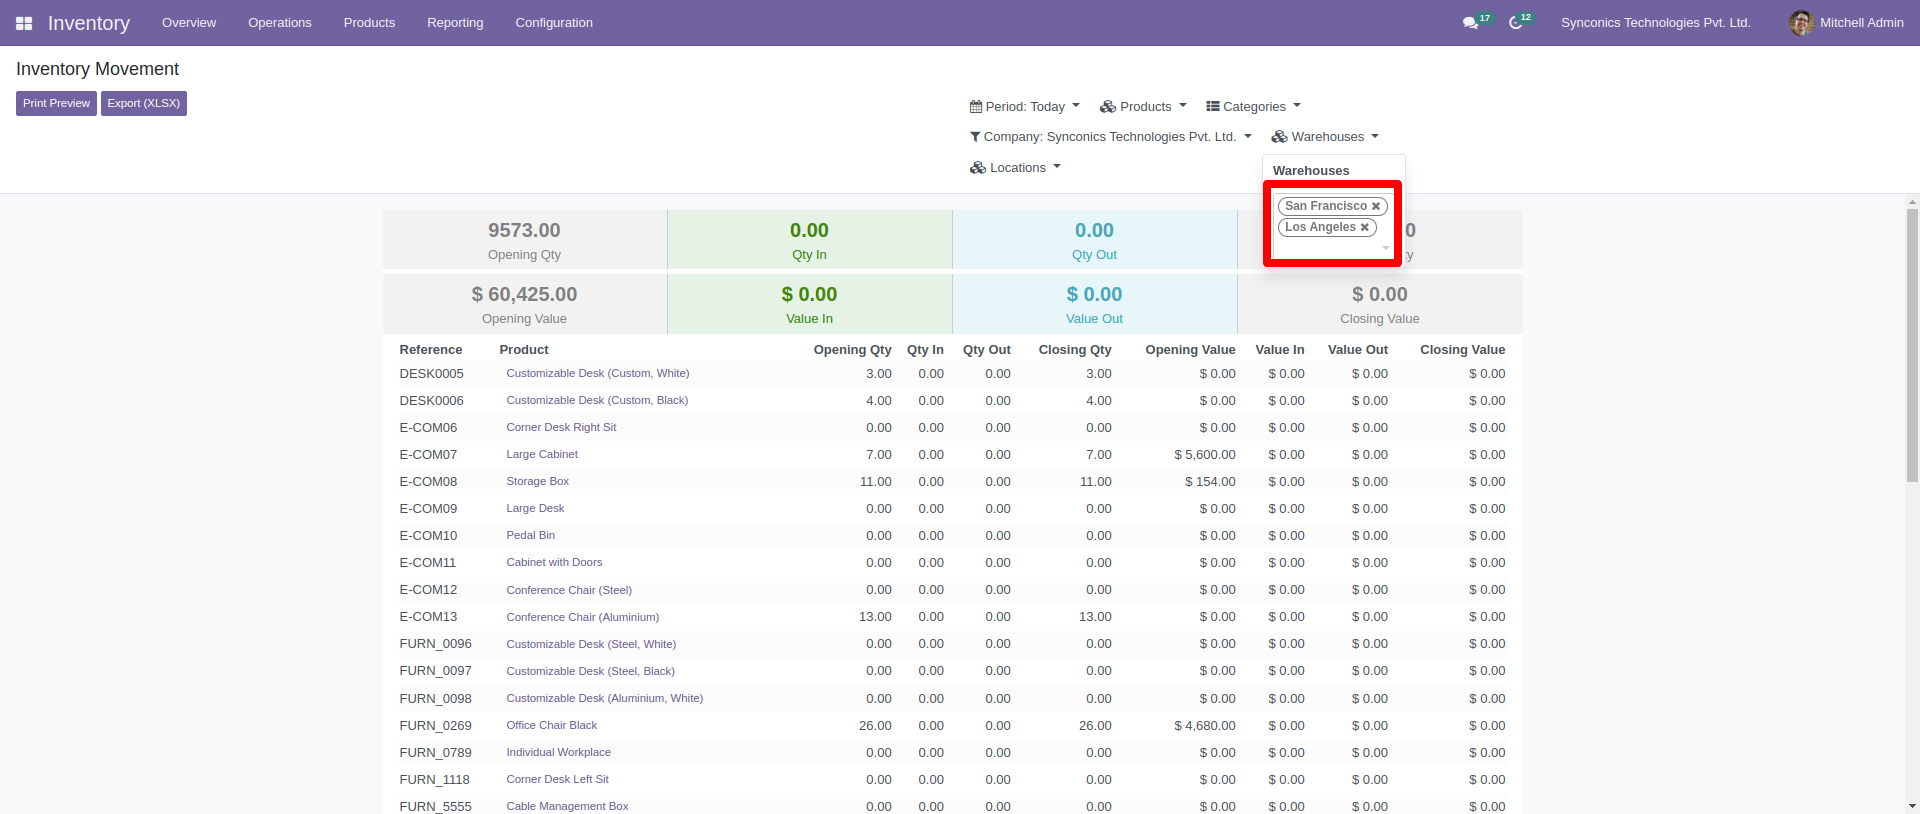 Inventory Overview Operations Products Reporting Configuration 17 12 Synconics Technologies Pvt. Ltd. Mitchell Admin
Inventory Movement
Print Preview Export (XLSX)
Period: Today Products Categories
Company: Synconics Technologies Pvt. Ltd. Warehouses
Locations
Warehouses
San Francisco ✖
Los Angeles ✖
9573.00 0.00 0.00 0
Opening Qty Qty In Qty Out y
$ 60,425.00 $ 0.00 $ 0.00 $ 0.00
Opening Value Value In Value Out Closing Value
Reference Product Opening Qty Qty In Qty Out Closing Qty Opening Value Value In Value Out Closing Value
DESK0005 Customizable Desk (Custom, White) 3.00 0.00 0.00 3.00 $ 0.00 $ 0.00 $ 0.00 $ 0.00
DESK0006 Customizable Desk (Custom, Black) 4.00 0.00 0.00 4.00 $ 0.00 $ 0.00 $ 0.00 $ 0.00
E-COM06 Corner Desk Right Sit 0.00 0.00 0.00 0.00 $ 0.00 $ 0.00 $ 0.00 $ 0.00
E-COM07 Large Cabinet 7.00 0.00 0.00 7.00 $ 5,600.00 $ 0.00 $ 0.00 $ 0.00
E-COM08 Storage Box 11.00 0.00 0.00 11.00 $ 154.00 $ 0.00 $ 0.00 $ 0.00
E-COM09 Large Desk 0.00 0.00 0.00 0.00 $ 0.00 $ 0.00 $ 0.00 $ 0.00
E-COM10 Pedal Bin 0.00 0.00 0.00 0.00 $ 0.00 $ 0.00 $ 0.00 $ 0.00
E-COM11 Cabinet with Doors 0.00 0.00 0.00 0.00 $ 0.00 $ 0.00 $ 0.00 $ 0.00
E-COM12 Conference Chair (Steel) 0.00 0.00 0.00 0.00 $ 0.00 $ 0.00 $ 0.00 $ 0.00
E-COM13 Conference Chair (Aluminium) 13.00 0.00 0.00 13.00 $ 0.00 $ 0.00 $ 0.00 $ 0.00
FURN_0096 Customizable Desk (Steel, White) 0.00 0.00 0.00 0.00 $ 0.00 $ 0.00 $ 0.00 $ 0.00
FURN_0097 Customizable Desk (Steel, Black) 0.00 0.00 0.00 0.00 $ 0.00 $ 0.00 $ 0.00 $ 0.00
FURN_0098 Customizable Desk (Aluminium, White) 0.00 0.00 0.00 0.00 $ 0.00 $ 0.00 $ 0.00 $ 0.00
FURN_0269 Office Chair Black 26.00 0.00 0.00 26.00 $ 4,680.00 $ 0.00 $ 0.00 $ 0.00
FURN_0789 Individual Workplace 0.00 0.00 0.00 0.00 $ 0.00 $ 0.00 $ 0.00 $ 0.00
FURN_1118 Corner Desk Left Sit 0.00 0.00 0.00 0.00 $ 0.00 $ 0.00 $ 0.00 $ 0.00
FURN_5555 Cable Management Box 0.00 0.00 0.00 0.00 $ 0.00 $ 0.00 $ 0.00 $ 0.00